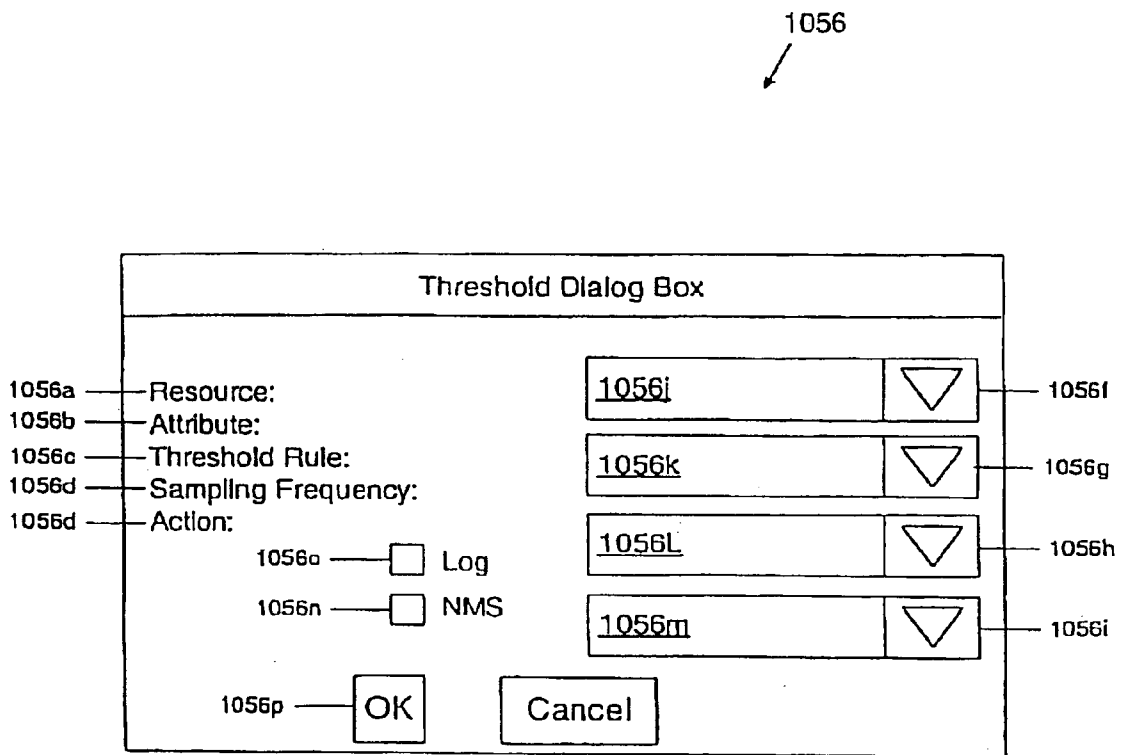 1056
Threshold Dialog Box
1056a Resource: 1056j 1056f
1056b Attribute:
1056c Threshold Rule: 1056k 1056g
1056d Sampling Frequency:
1056d Action: 1056L 1056h
1056o Log
1056n NMS 1056m 1056i
1056p OK Cancel